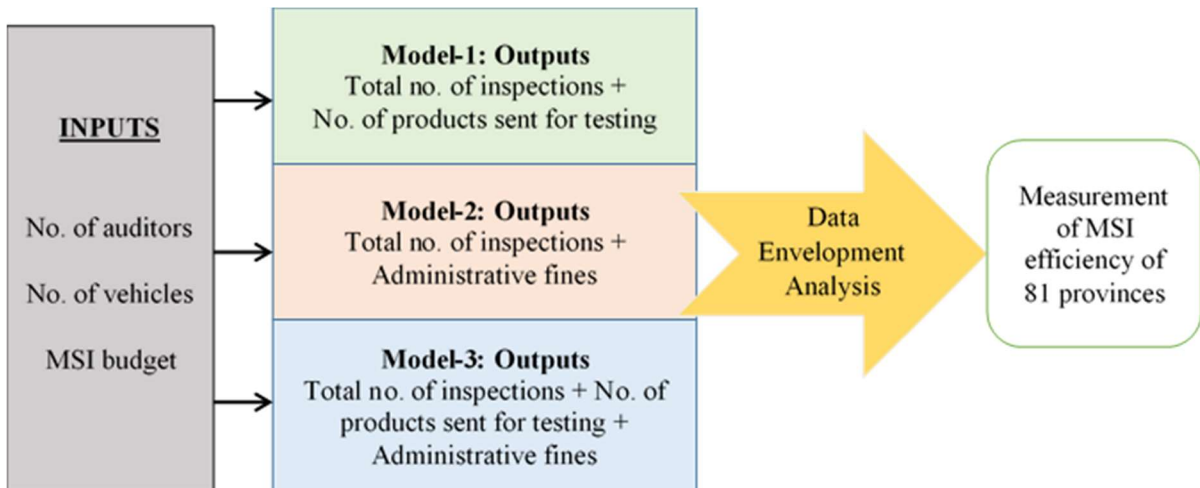 INPUTS
No. of auditors
No. of vehicles
MSI budget
Model-1: Outputs
Total no. of inspections +
No. of products sent for testing
Model-2: Outputs
Total no. of inspections +
Administrative fines
Model-3: Outputs
Total no. of inspections + No. of
products sent for testing +
Administrative fines
Data
Envelopment
Analysis
Measurement
of MSI
efficiency of
81 provinces